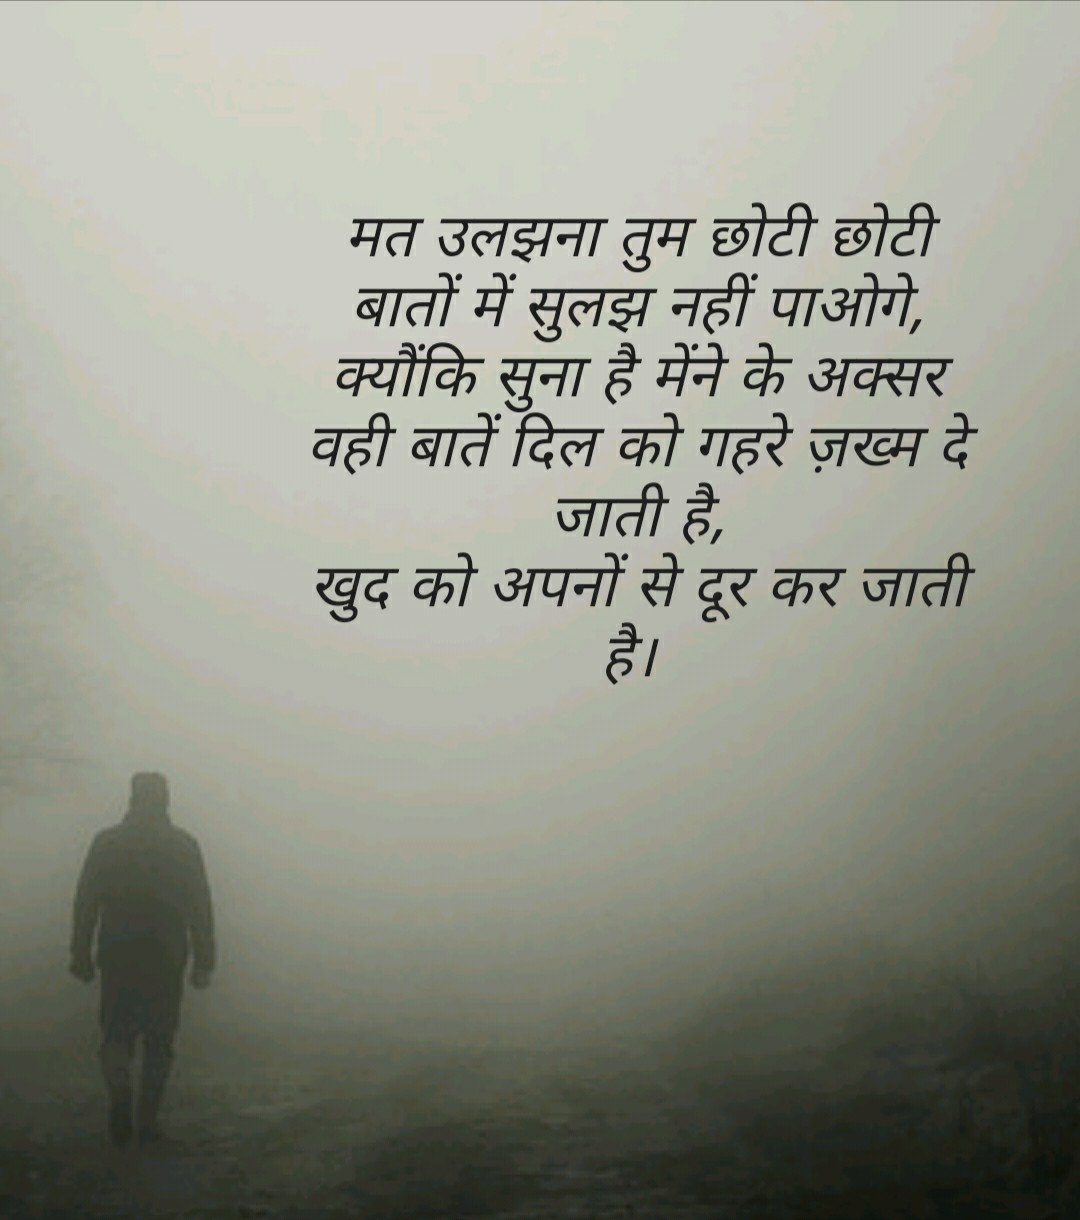 मत उलझना तुम छोटी छोटी
बातों में सुलझ नहीं पाओगे,
क्यौंकि सुना है मेंने के अक्सर
वही बातें दिल को गहरे ज़ख्म दे
जाती है,
खुद को अपनों से दूर कर जाती
है।